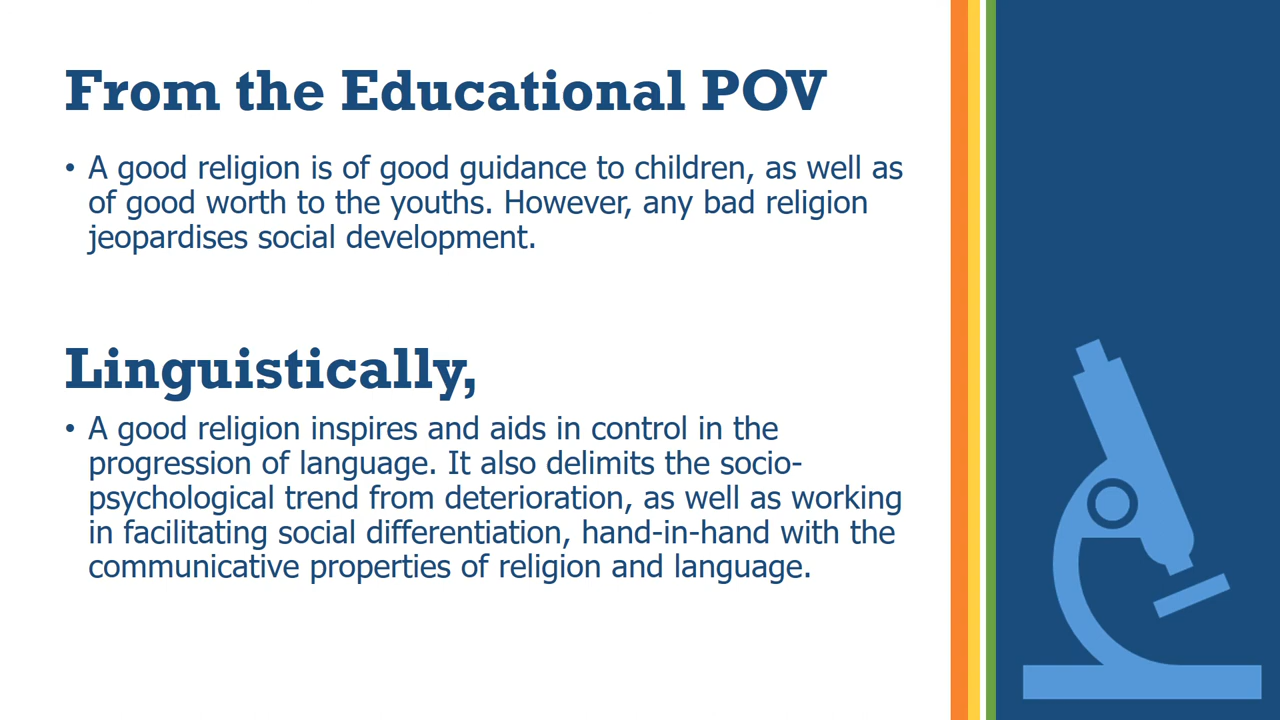 From the Educational POV
• A good religion is of good guidance to children, as well as
of good worth to the youths. However, any bad religion
jeopardises social development.
Linguistically,
• A good religion inspires and aids in control in the
progression of language. It also delimits the socio-
psychological trend from deterioration, as well as working
in facilitating social differentiation, hand-in-hand with the
communicative properties of religion and language.